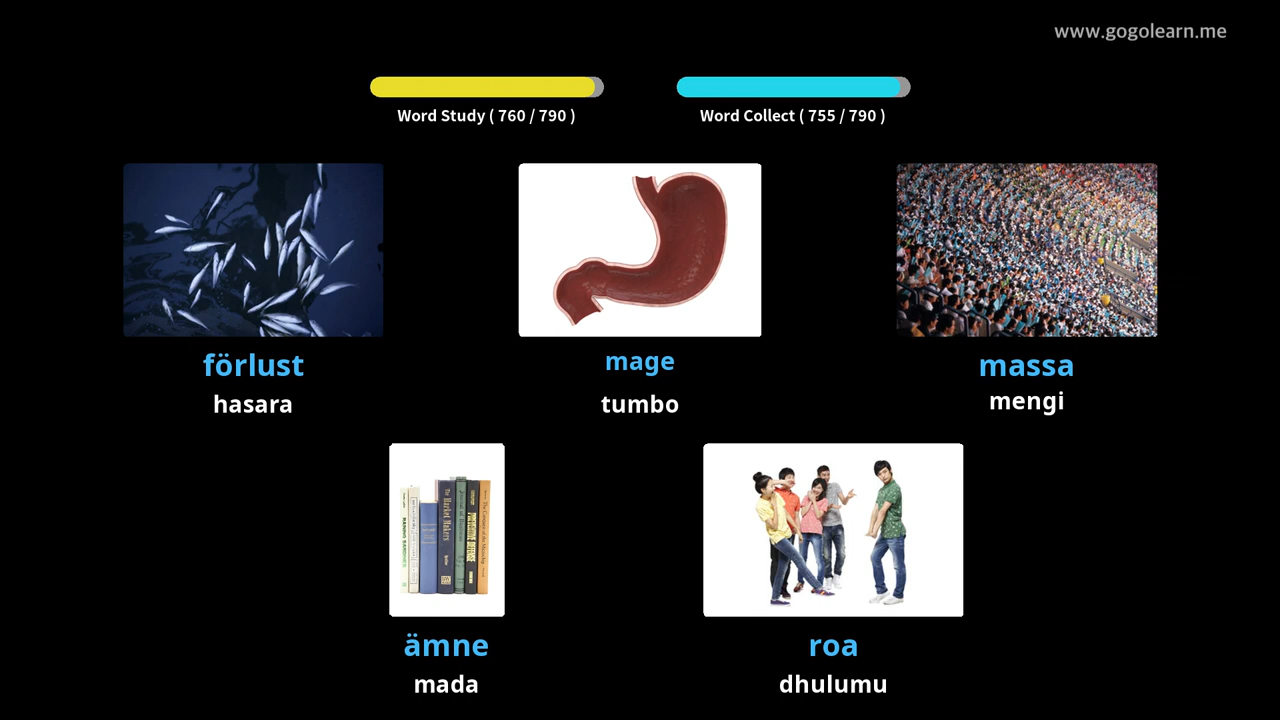 www.gogolearn.me
Word Study ( 760 / 790 )
Word Collect ( 755 / 790 )
förlust
hasara
mage
tumbo
massa
mengi
ämne
mada
roa
dhulumu